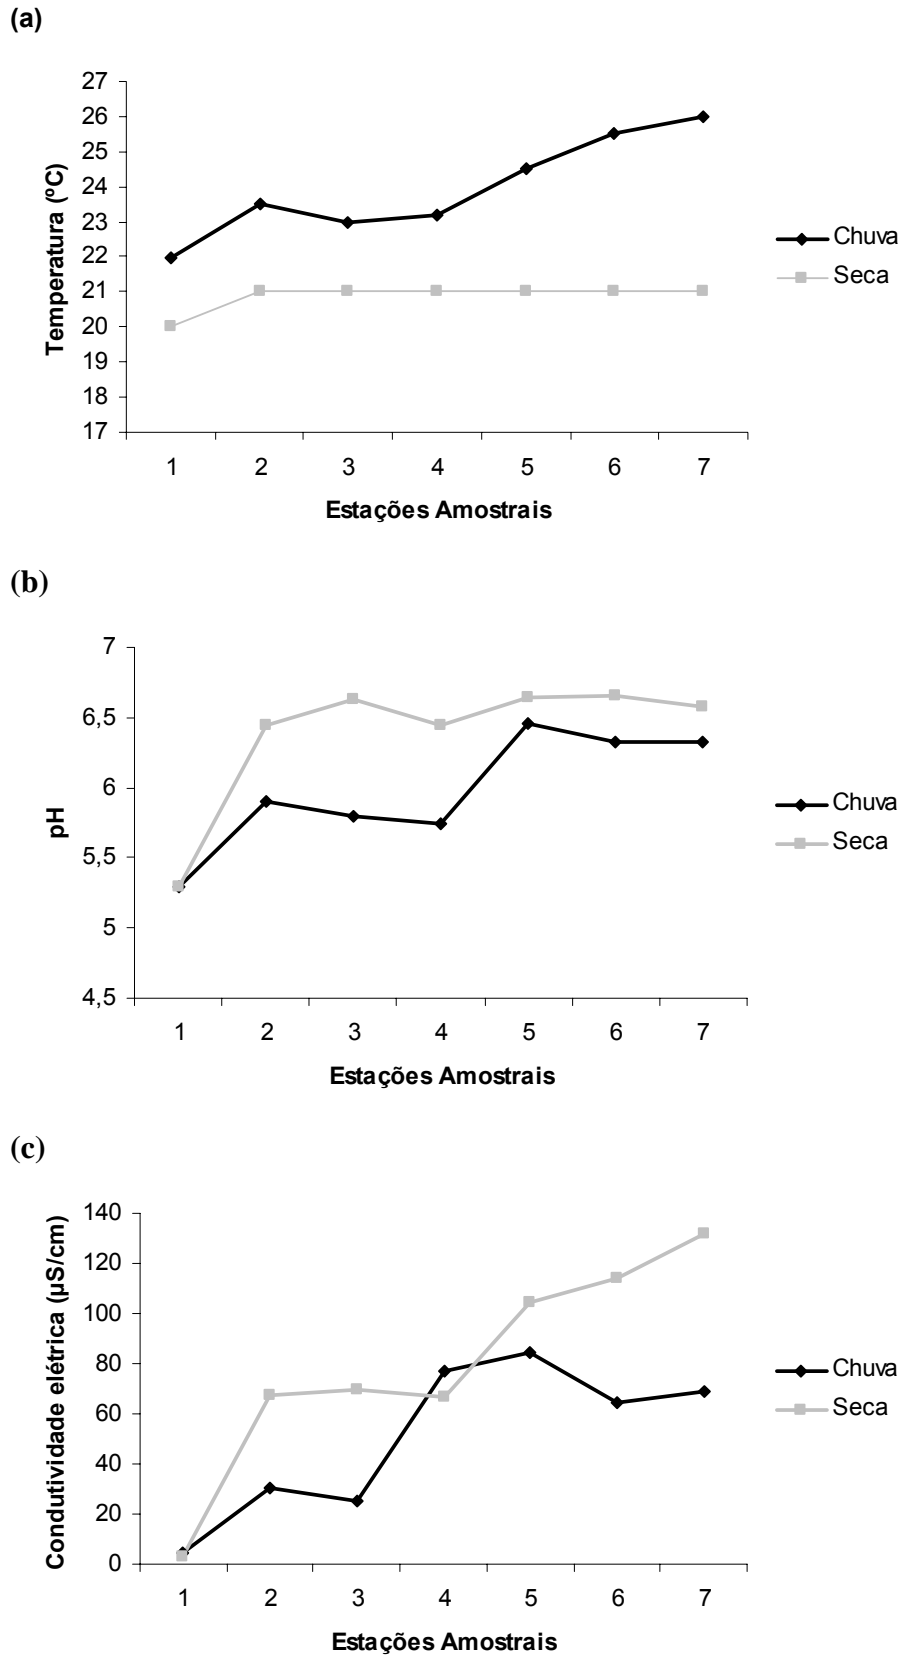 (a)
27
26
25
24
23
22
21
20
19
18
17
Temperatura (ºC)
1 2 3 4 5 6 7
Estações Amostrais
Chuva
Seca
(b)
7
6,5
6
5,5
5
4,5
pH
1 2 3 4 5 6 7
Estações Amostrais
Chuva
Seca
(c)
140
120
100
80
60
40
20
0
Condutividade elétrica (µS/cm)
1 2 3 4 5 6 7
Estações Amostrais
Chuva
Seca